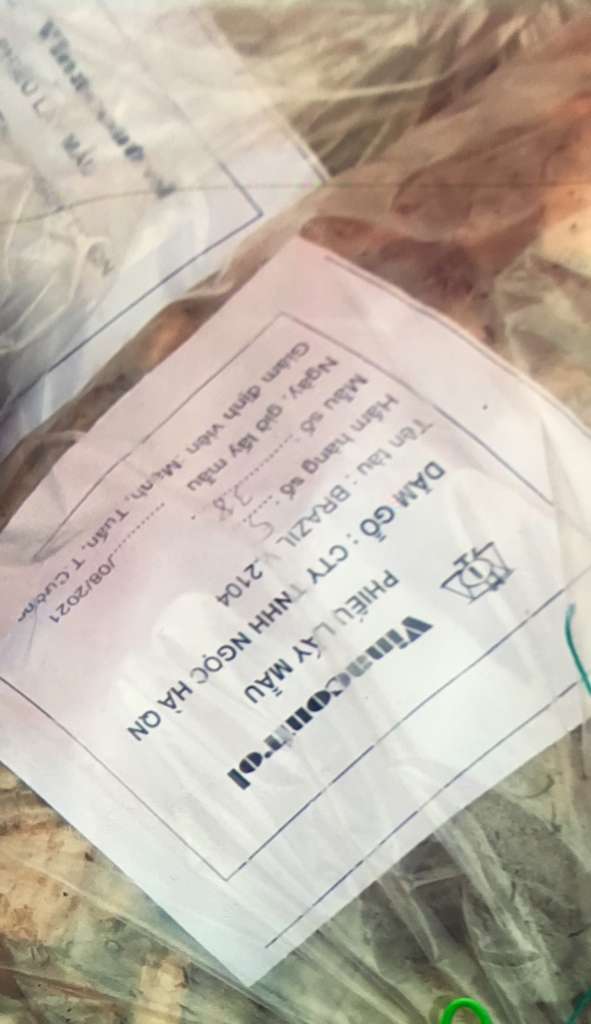 Vinacontrol
PHIẾU LẤY MẪU
DĂM GỖ : CTY TNHH NGỌC HÀ QN
Tên tàu : BRAZIL V.2104
Hầm hàng số : 5
Mẫu số : 38
Ngày, giờ lấy mẫu /08/2021
Giám định viên : Minh, Tuấn, T.Cường